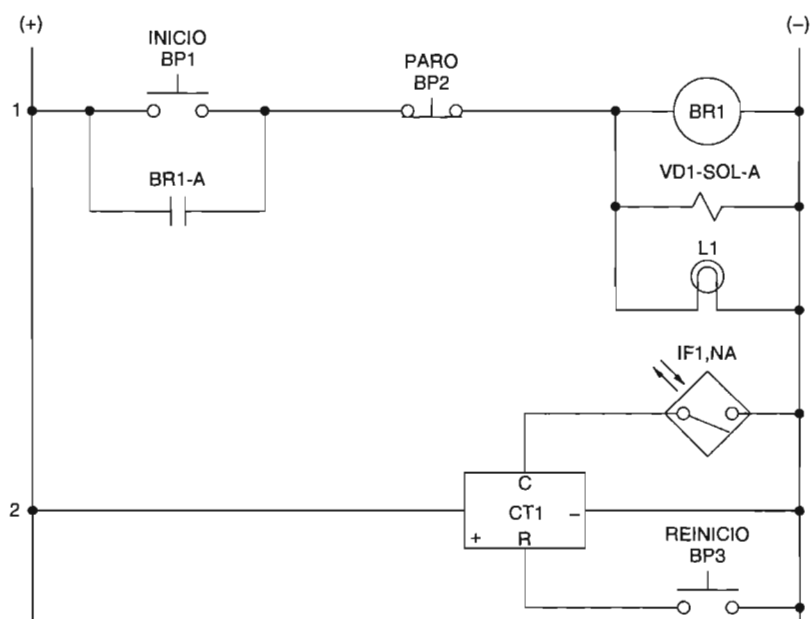 (+)
(–)
INICIO
BP1
PARO
BP2
1
BR1
BR1-A
VD1-SOL-A
L1
IF1,NA
2
C
CT1
–
+
R
REINICIO
BP3